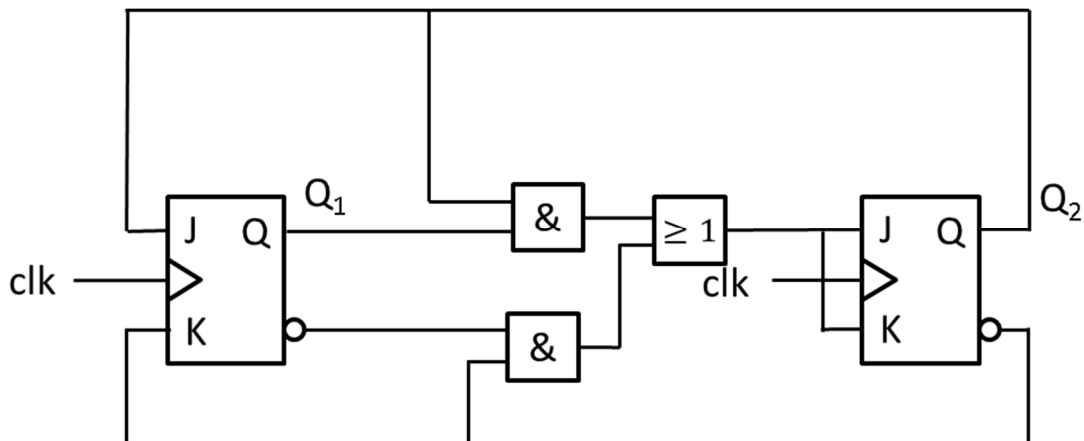 Q₁
Q₂
J Q & ≥ 1 J Q
clk
clk
K & K